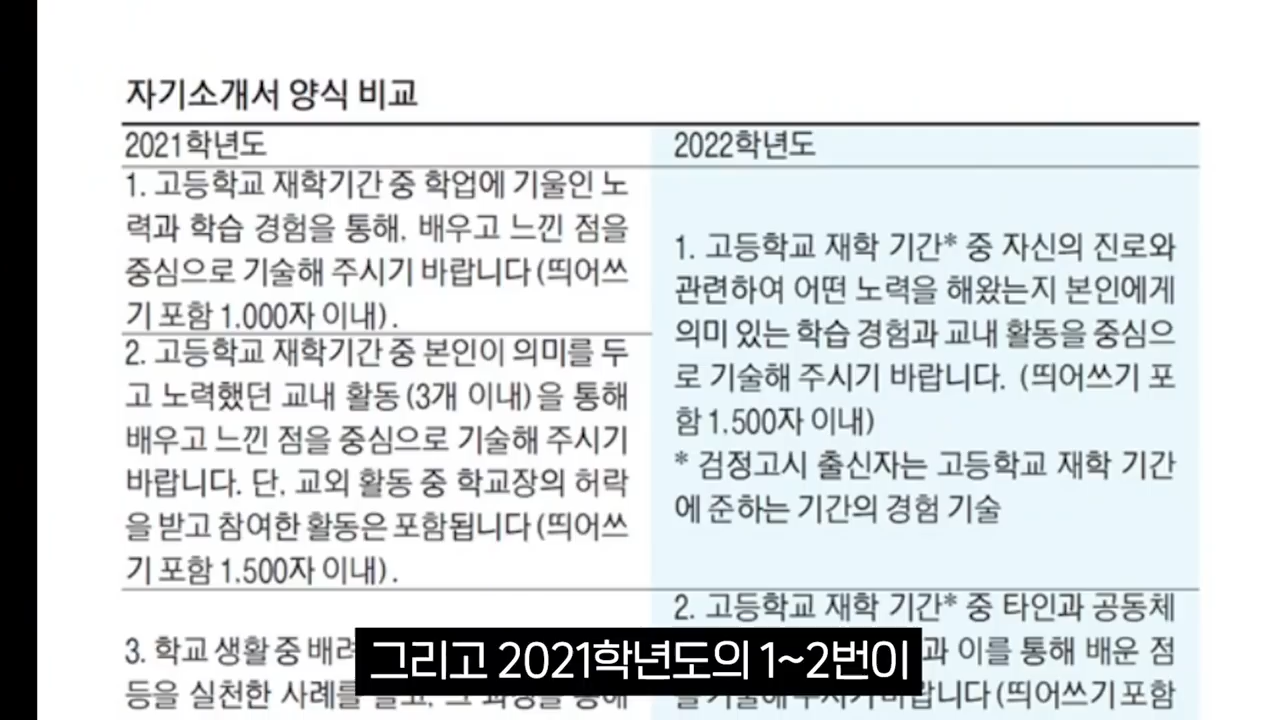 자기소개서 양식 비교
2021학년도
1. 고등학교 재학기간 중 학업에 기울인 노
력과 학습 경험을 통해, 배우고 느낀 점을
중심으로 기술해 주시기 바랍니다(띄어쓰
기 포함 1,000자 이내).
2. 고등학교 재학기간 중 본인이 의미를 두
고 노력했던 교내 활동(3개 이내)을 통해
배우고 느낀 점을 중심으로 기술해 주시기
바랍니다. 단, 교외 활동 중 학교장의 허락
을 받고 참여한 활동은 포함됩니다(띄어쓰
기 포함 1,500자 이내).
3. 학교 생활 중 배려
등을 실천한 사례를
2022학년도
1. 고등학교 재학 기간* 중 자신의 진로와
관련하여 어떤 노력을 해왔는지 본인에게
의미 있는 학습 경험과 교내 활동을 중심으
로 기술해 주시기 바랍니다. (띄어쓰기 포
함 1,500자 이내)
* 검정고시 출신자는 고등학교 재학 기간
에 준하는 기간의 경험 기술
2. 고등학교 재학 기간* 중 타인과 공동체
과 이를 통해 배운 점
기술해 주시기 바랍니다(띄어쓰기 포함
그리고 2021학년도의 1~2번이